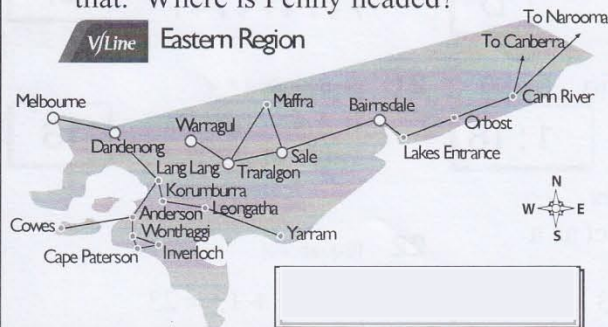 that. Where is Penny headed?
V/Line Eastern Region
To Narooma
To Canberra
Melbourne
Maffra
Bairnsdale
Cann River
Warragul
Orbost
Dandenong
Sale
Lakes Entrance
Lang Lang
Traralgon
Korumburra
N
Leongatha
W E
Anderson
S
Cowes
Wonthaggi
Yarram
Cape Paterson
Inverloch